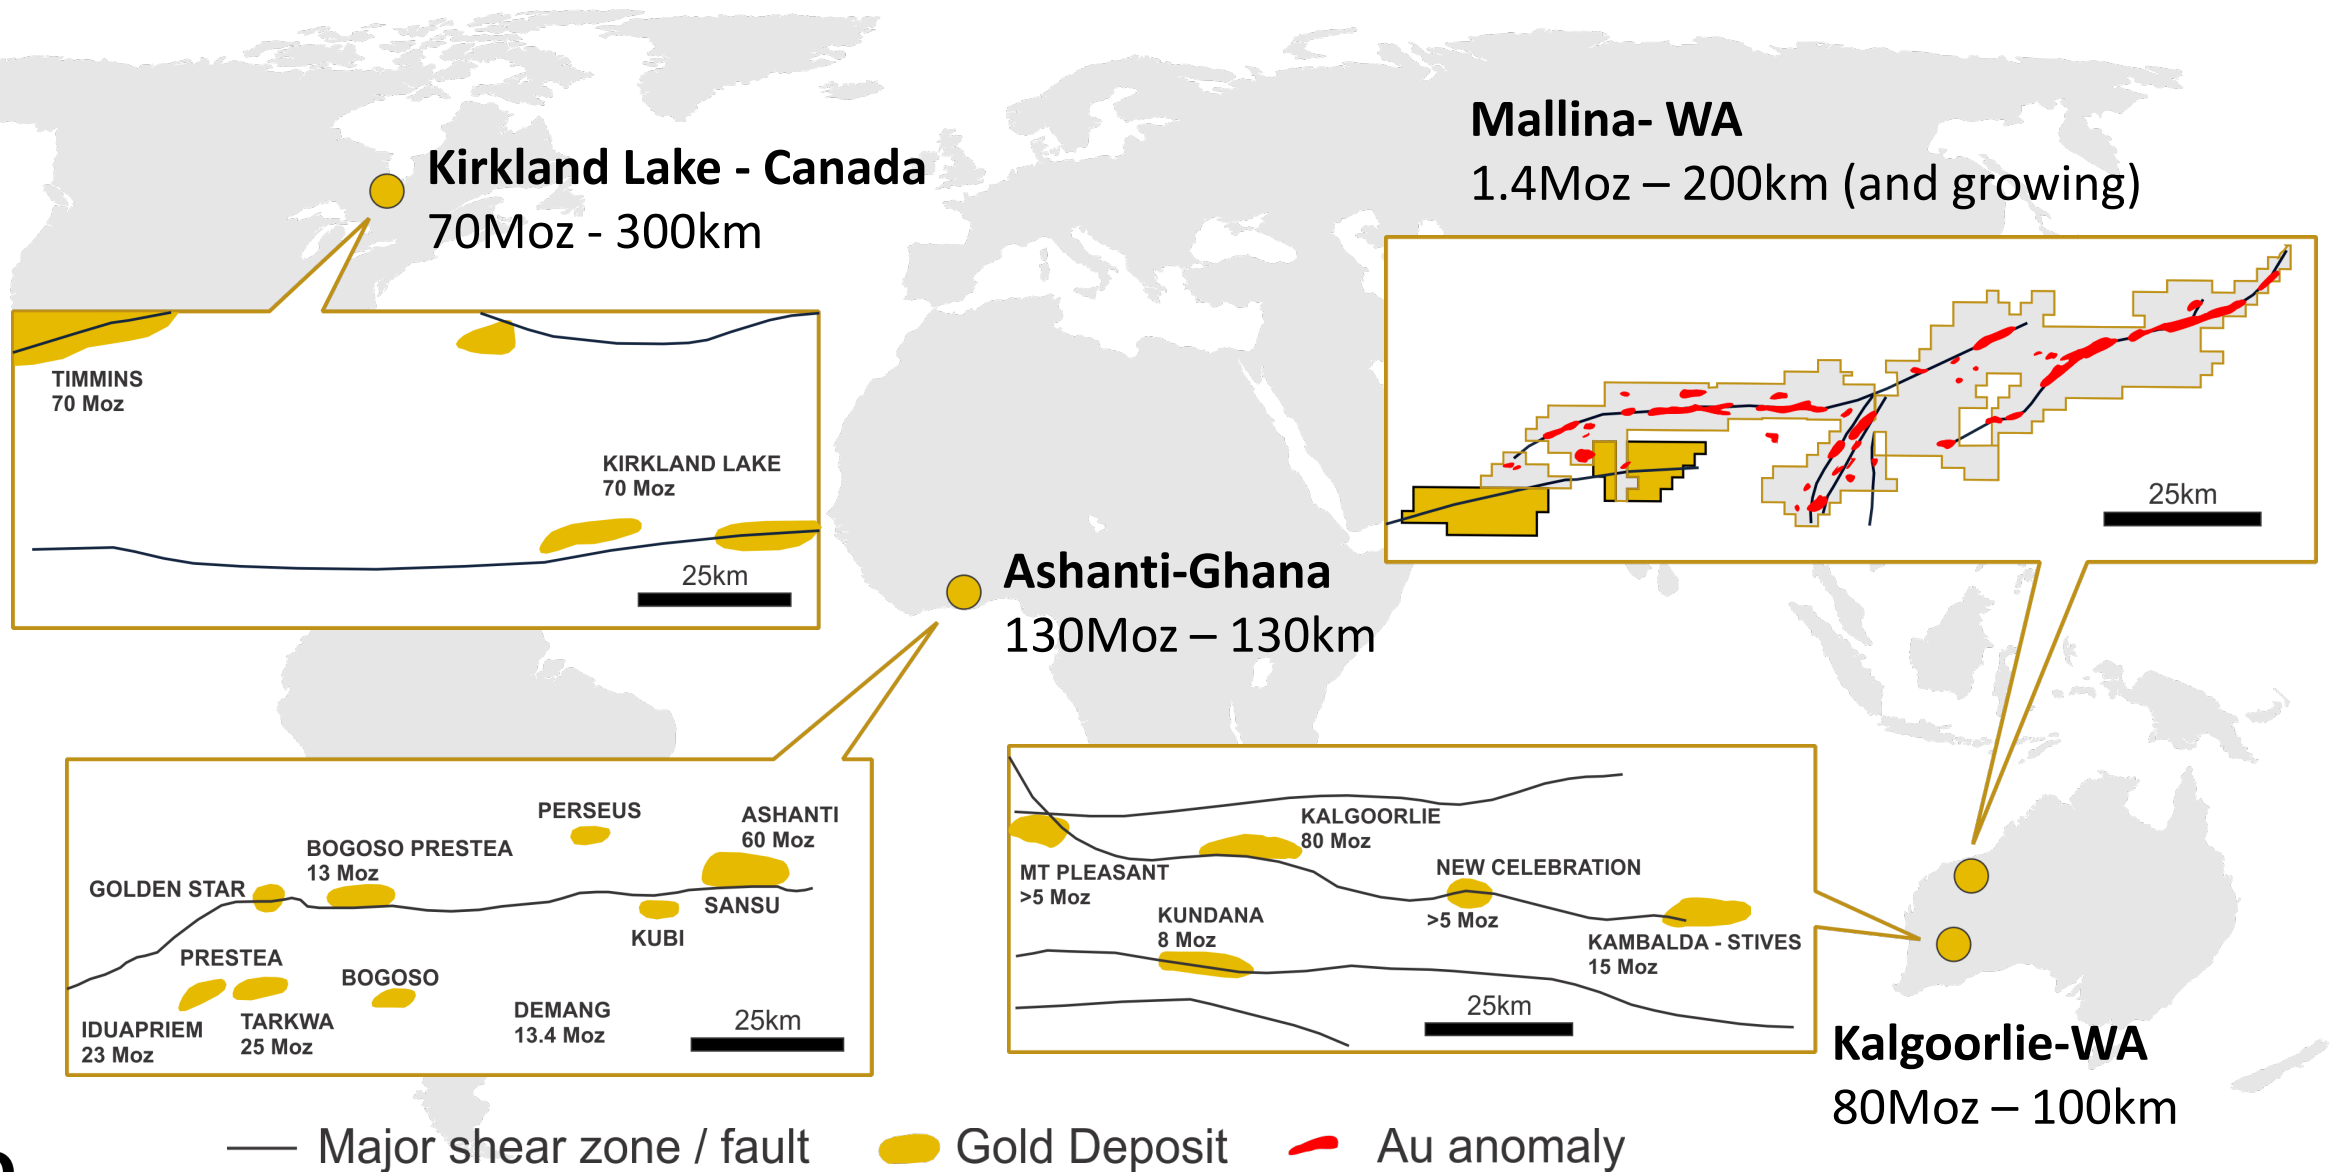 Kirkland Lake - Canada
70Moz - 300km
Mallina- WA
1.4Moz – 200km (and growing)
TIMMINS
70 Moz
KIRKLAND LAKE
70 Moz
25km
25km
Ashanti-Ghana
130Moz – 130km
PERSEUS
ASHANTI
60 Moz
BOGOSO PRESTEA
13 Moz
GOLDEN STAR
SANSU
KUBI
PRESTEA
BOGOSO
IDUAPRIEM
23 Moz
TARKWA
25 Moz
DEMANG
13.4 Moz
25km
KALGOORLIE
80 Moz
MT PLEASANT
>5 Moz
NEW CELEBRATION
>5 Moz
KUNDANA
8 Moz
KAMBALDA - STIVES
15 Moz
25km
Kalgoorlie-WA
80Moz – 100km
Major shear zone / fault
Gold Deposit
Au anomaly